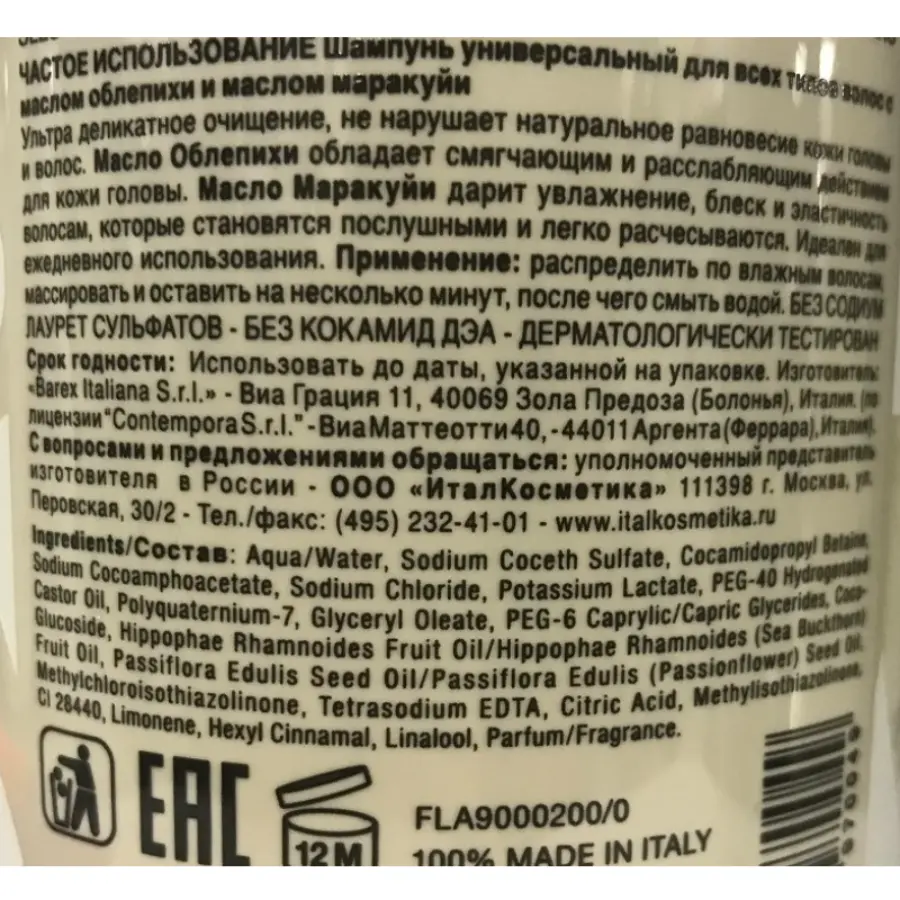 ЧАСТОЕ ИСПОЛЬЗОВАНИЕ Шампунь универсальный для всех типов волос с
маслом облепихи и маслом маракуйи
Ультра деликатное очищение, не нарушает натуральное равновесие кожи головы
и волос. Масло Облепихи обладает смягчающим и расслабляющим действием
для кожи головы. Масло Маракуйи дарит увлажнение, блеск и эластичность
волосам, которые становятся послушными и легко расчесываются. Идеален для
ежедневного использования. Применение: распределить по влажным волосам,
массировать и оставить на несколько минут, после чего смыть водой. БЕЗ СОДИУМ
ЛАУРЕТ СУЛЬФАТОВ - БЕЗ КОКАМИД ДЭА - ДЕРМАТОЛОГИЧЕСКИ ТЕСТИРОВАН
Срок годности: Использовать до даты, указанной на упаковке. Изготовитель:
«Barex Italiana S.r.l.» - Виа Грация 11, 40069 Зола Предоза (Болонья), Италия. (по
лицензии "Contempora S.r.l." - Виа Маттеотти 40, - 44011 Аргента (Феррара), Италия).
С вопросами и предложениями обращаться: уполномоченный представитель
изготовителя в России - ООО «ИталКосметика» 111398 г. Москва, ул.
Перовская, 30/2 - Тел./факс: (495) 232-41-01 - www.italkosmetika.ru
Ingredients/Состав: Aqua/Water, Sodium Coceth Sulfate, Cocamidopropyl Betaine,
Sodium Cocoamphoacetate, Sodium Chloride, Potassium Lactate, PEG-40 Hydrogenated
Castor Oil, Polyquaternium-7, Glyceryl Oleate, PEG-6 Caprylic/Capric Glycerides, Coco-
Glucoside, Hippophae Rhamnoides Fruit Oil/Hippophae Rhamnoides (Sea Buckthorn)
Fruit Oil, Passiflora Edulis Seed Oil/Passiflora Edulis (Passionflower) Seed Oil,
Methylchloroisothiazolinone, Tetrasodium EDTA, Citric Acid, Methylisothiazolinone,
CI 28440, Limonene, Hexyl Cinnamal, Linalool, Parfum/Fragrance.
EAC
12 M
FLA9000200/0
100% MADE IN ITALY